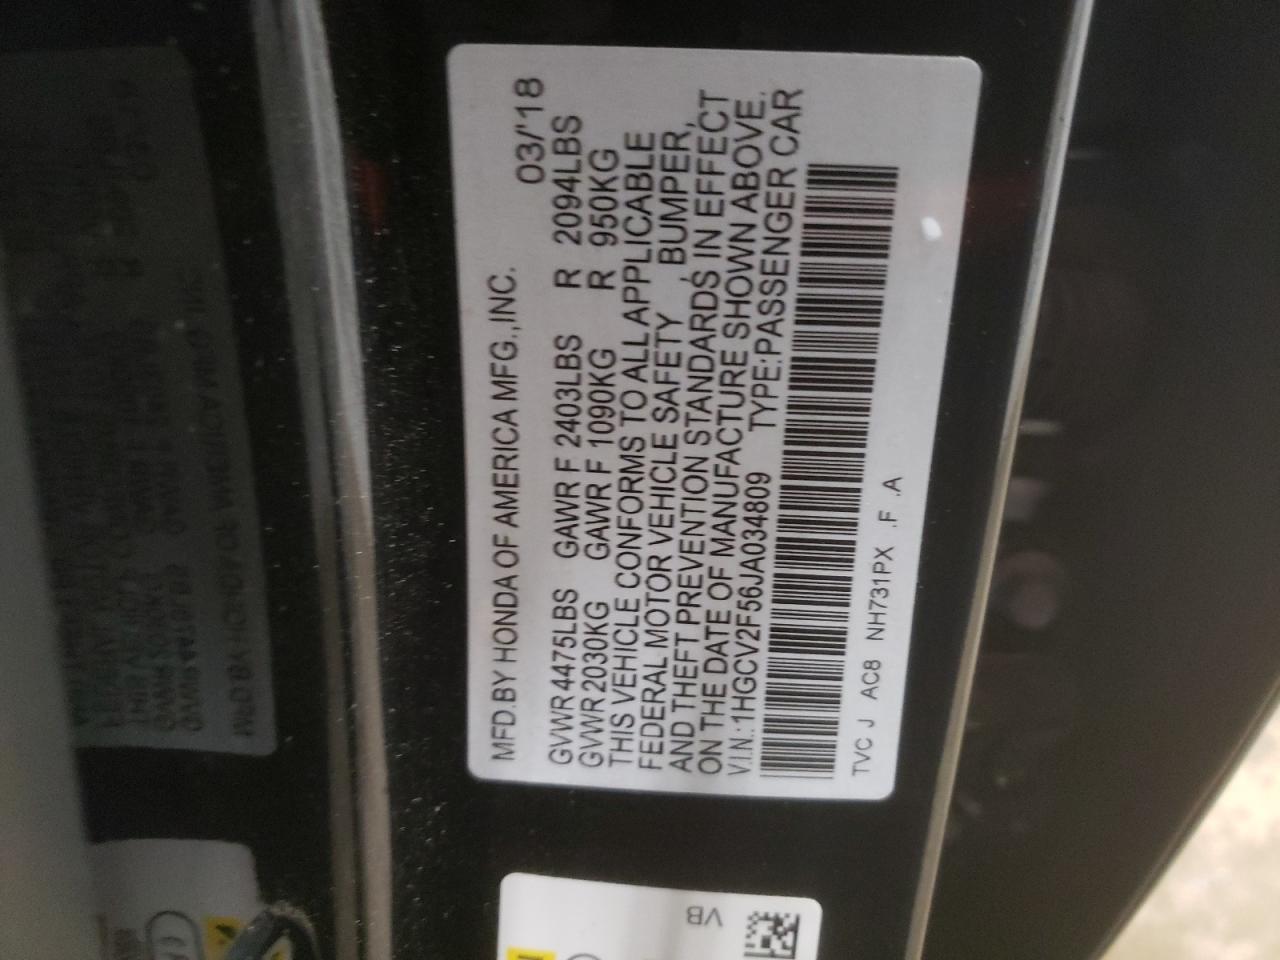 MFD.BY HONDA OF AMERICA MFG.,INC. 03/'18
GVWR 4475LBS GAWR F 2403LBS R 2094LBS
GVWR 2030KG GAWR F 1090KG R 950KG
THIS VEHICLE CONFORMS TO ALL APPLICABLE
FEDERAL MOTOR VEHICLE SAFETY, BUMPER,
AND THEFT PREVENTION STANDARDS IN EFFECT
ON THE DATE OF MANUFACTURE SHOWN ABOVE.
V.I.N.:1HGCV2F56JA034809 TYPE:PASSENGER CAR
TVC J AC8 NH731PX .F .A
VB